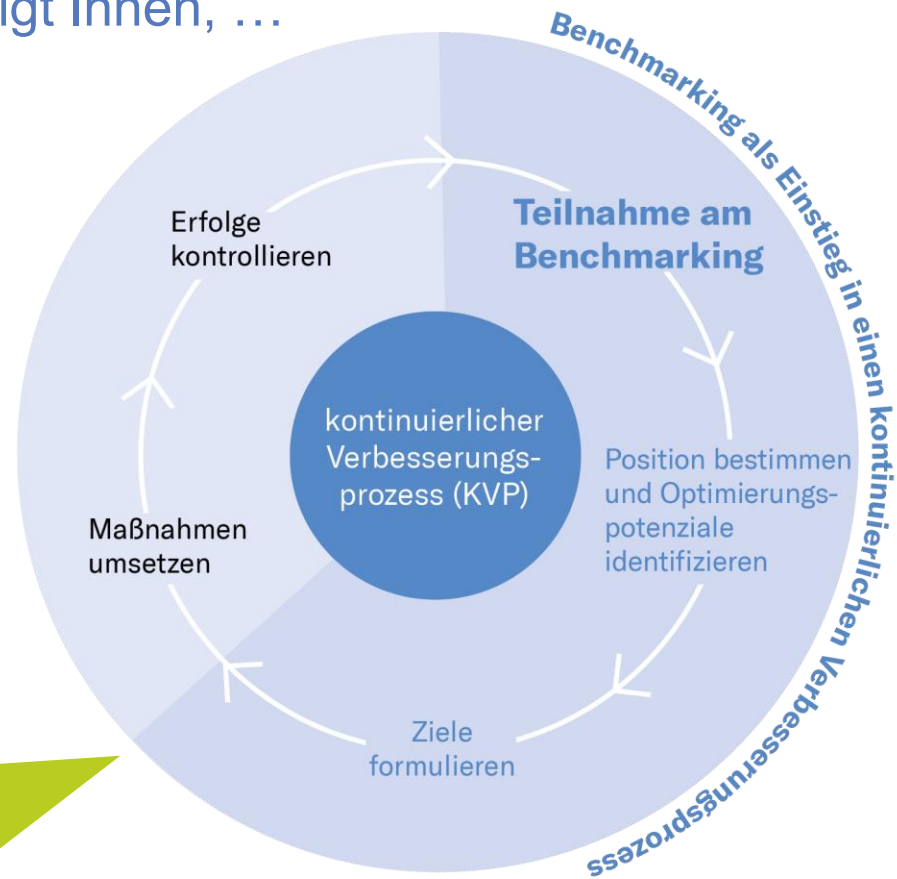 igt Ihnen, …
Benchmarking als Einstieg in einen kontinuierlichen Verbesserungsprozess
Teilnahme am
Benchmarking
Position bestimmen
und Optimierungs-
potenziale
identifizieren
Ziele
formulieren
Maßnahmen
umsetzen
Erfolge
kontrollieren
kontinuierlicher
Verbesserungs-
prozess (KVP)